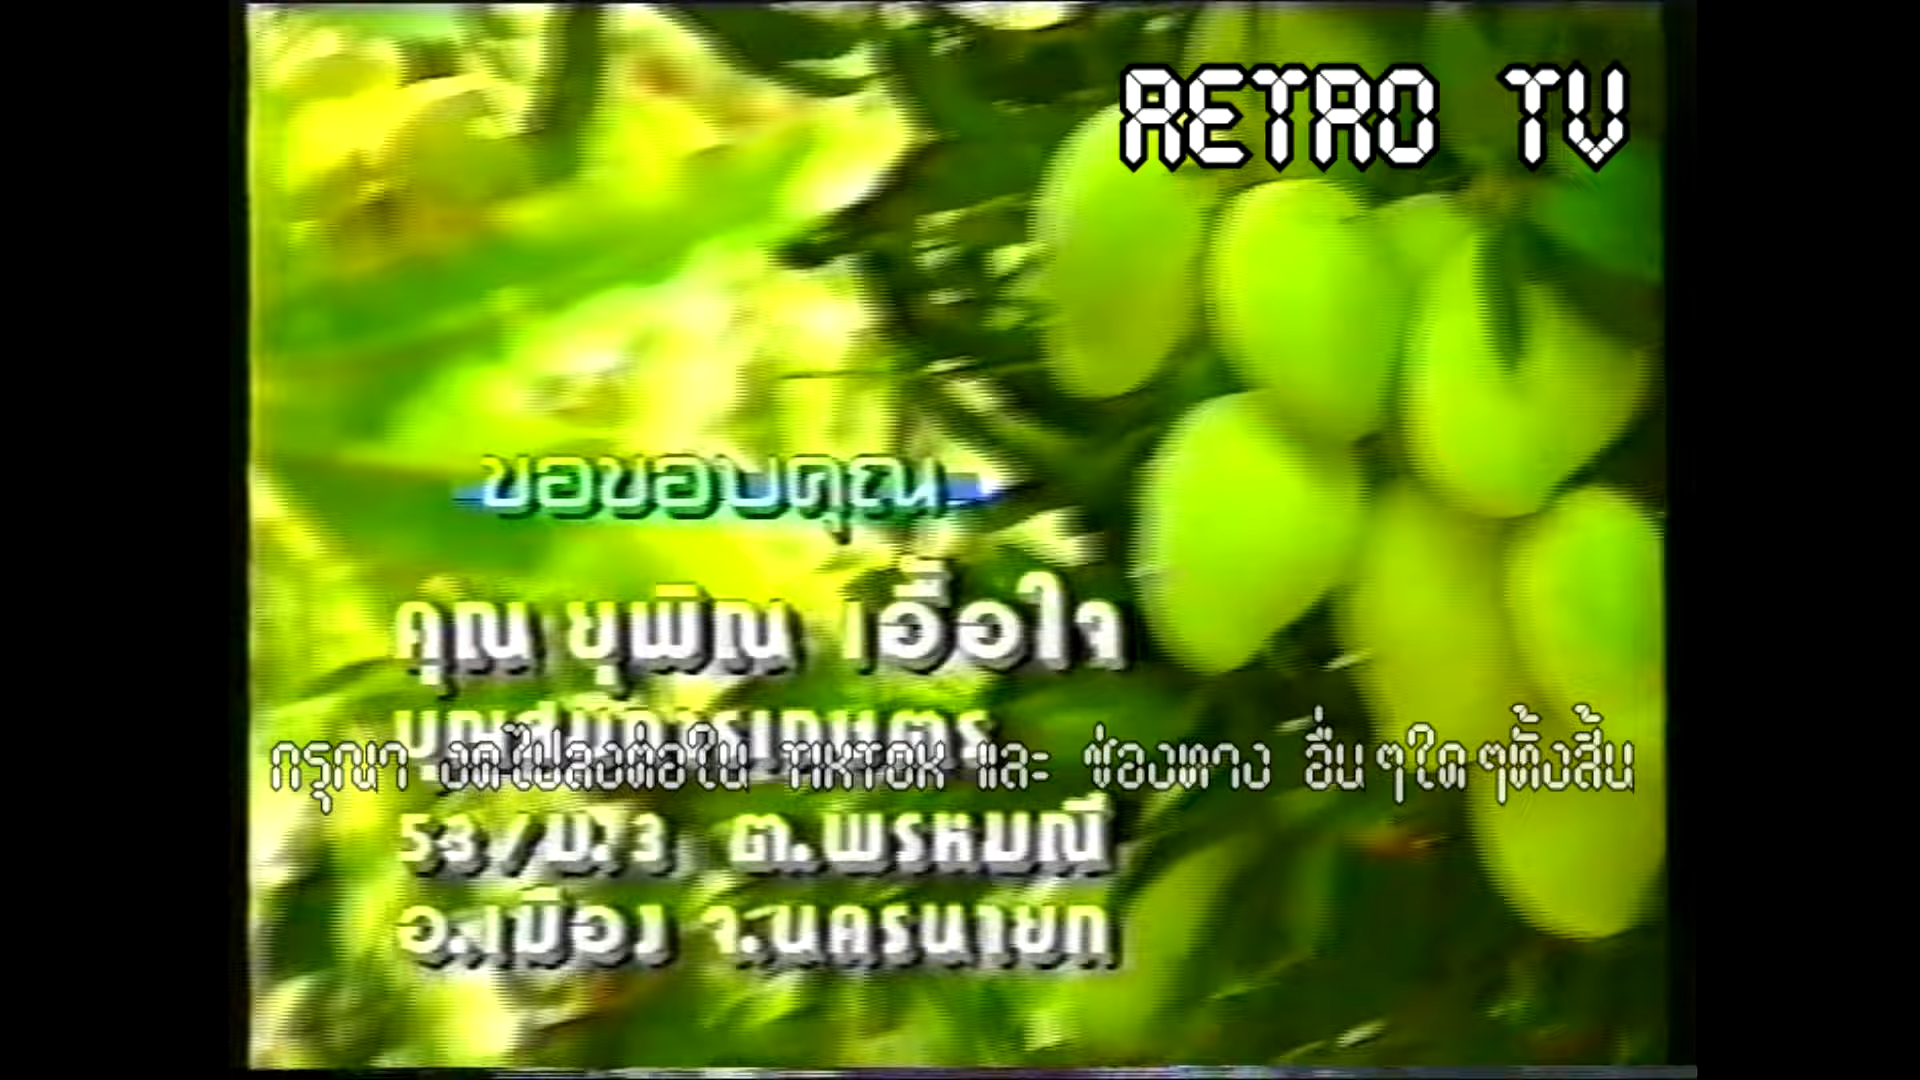 RETRO TV
ขอขอบคุณ
คุณ ยุพิณ เอื้อใจ
กรุณา งดไปลงต่อใน TIKTOK และ ช่องทาง อื่นๆใดๆทั้งสิ้น
53/ม.3 ต.พรหมณี
อ.เมือง จ.นครนายก